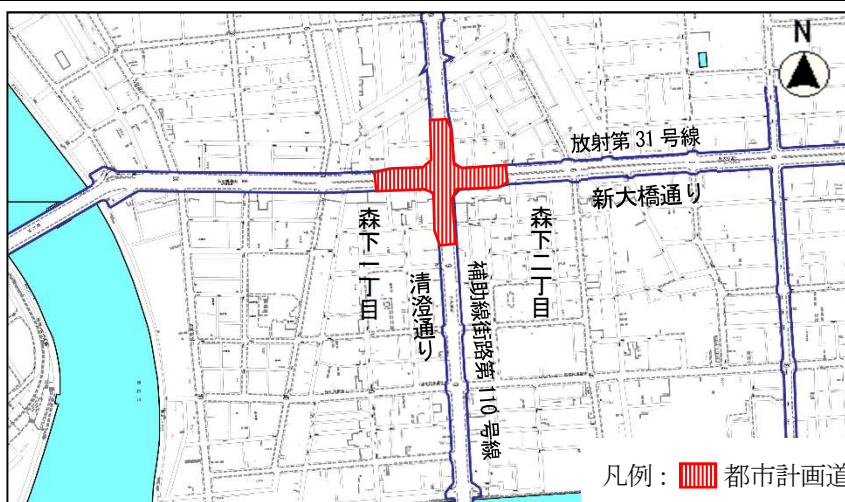 N
放射第 31 号線
新大橋通り
森下一丁目
清澄通り
補助線街路第 110 号線
森下二丁目
凡例： 都市計画道